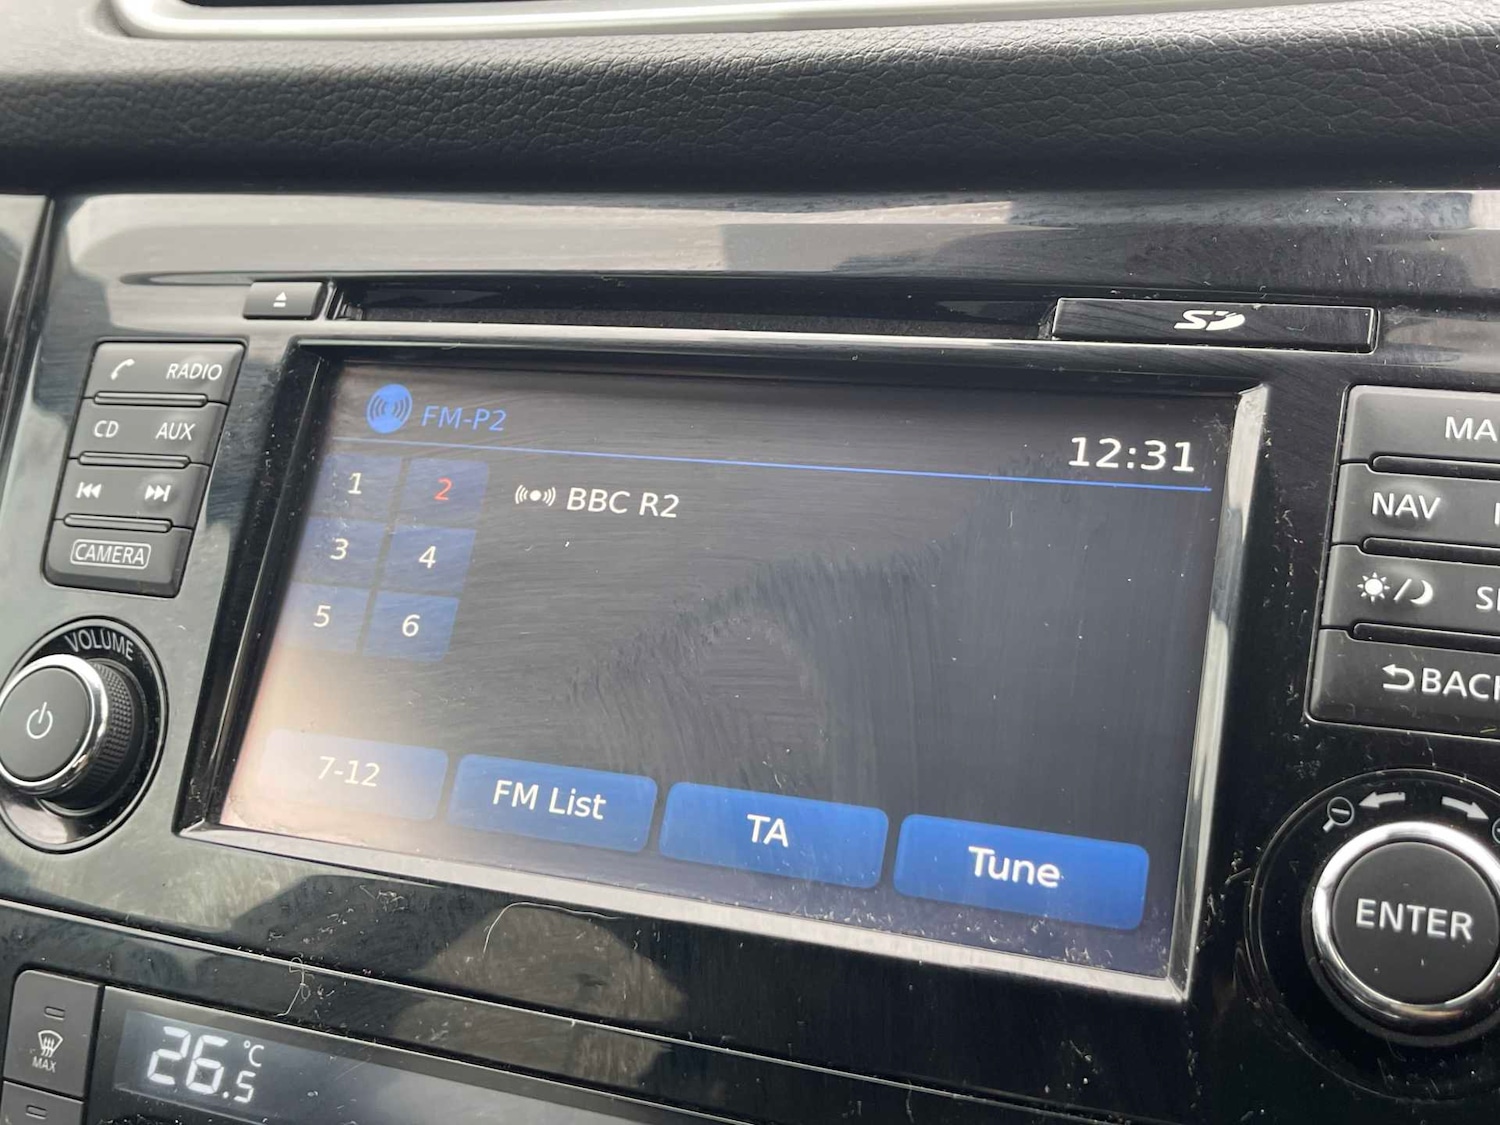 RADIO
CD AUX
CAMERA
VOLUME
FM-P2
12:31
1 2
BBC R2
3 4
5 6
7-12 FM List TA Tune
NAV
BACK
ENTER
26.5 °C
MAX